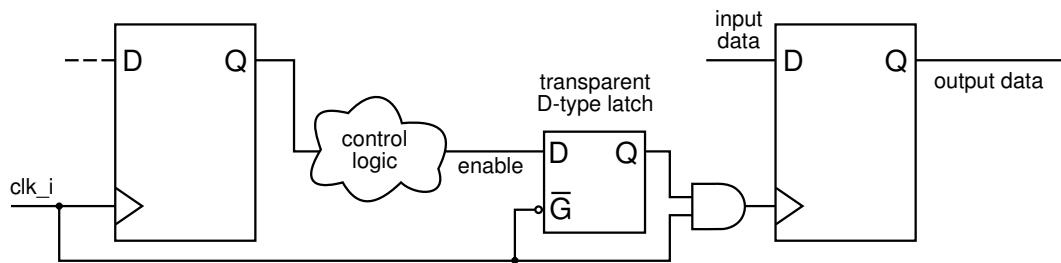 D
Q
clk_i
control
logic
enable
transparent
D-type latch
D
Q
G̅
input
data
D
Q
output data